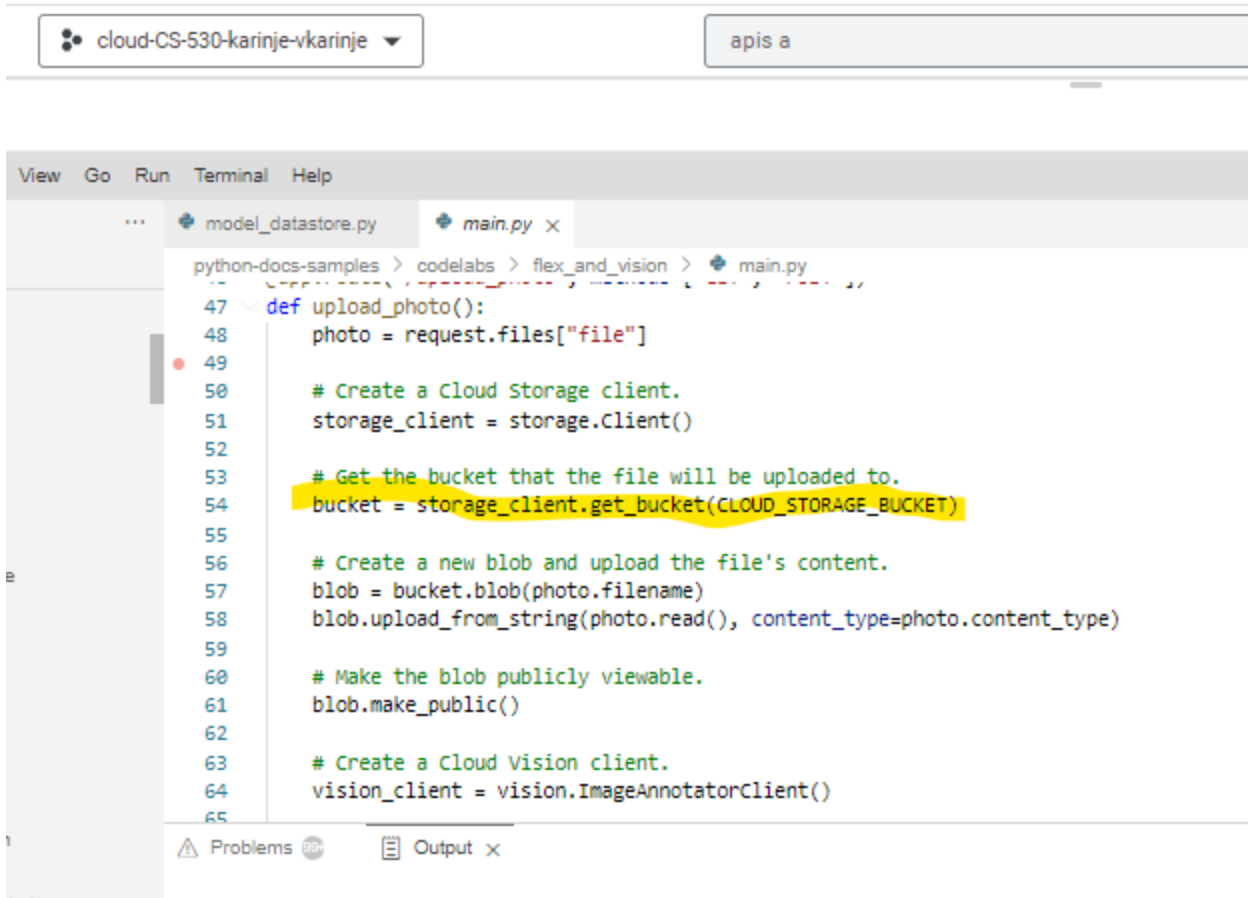 cloud-CS-530-karinje-vkarinje
apis a
View Go Run Terminal Help
model_datastore.py
main.py
python-docs-samples > codelabs > flex_and_vision > main.py
47 def upload_photo():
48 photo = request.files["file"]
49
50 # Create a Cloud Storage client.
51 storage_client = storage.Client()
52
53 # Get the bucket that the file will be uploaded to.
54 bucket = storage_client.get_bucket(CLOUD_STORAGE_BUCKET)
55
56 # Create a new blob and upload the file's content.
57 blob = bucket.blob(photo.filename)
58 blob.upload_from_string(photo.read(), content_type=photo.content_type)
59
60 # Make the blob publicly viewable.
61 blob.make_public()
62
63 # Create a Cloud Vision client.
64 vision_client = vision.ImageAnnotatorClient()
65
e
Problems 99+ Output